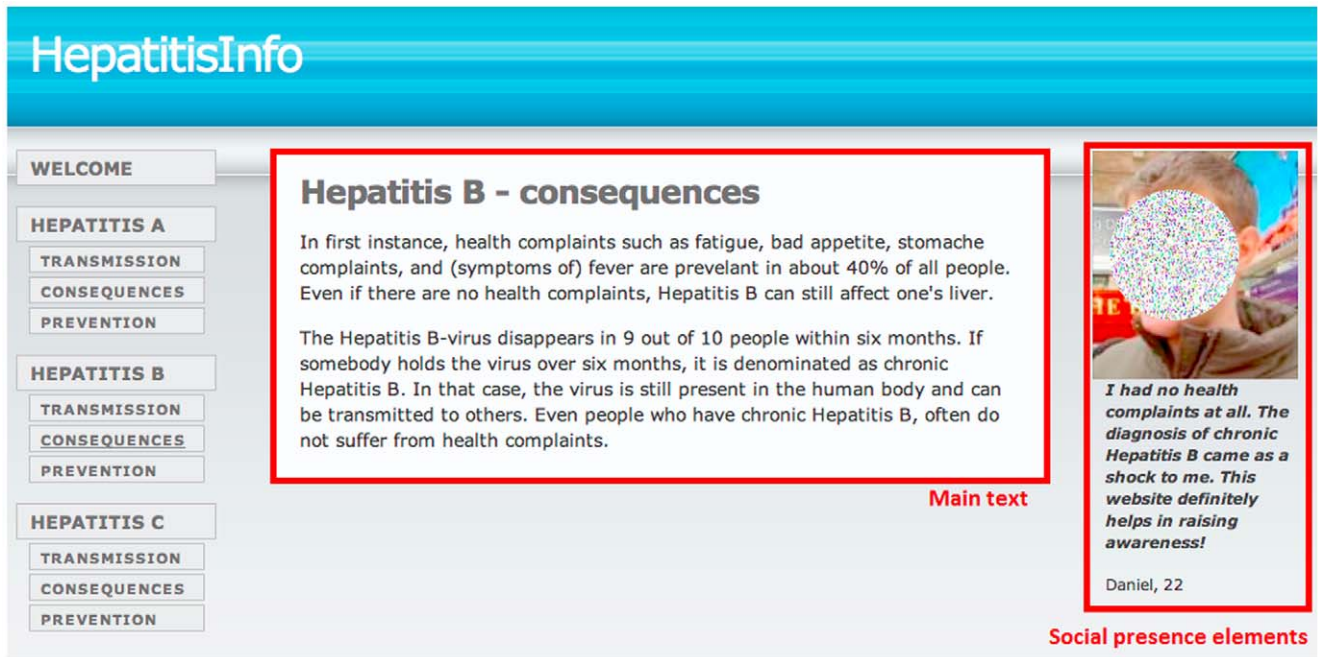 HepatitisInfo
WELCOME
HEPATITIS A
TRANSMISSION
CONSEQUENCES
PREVENTION
HEPATITIS B
TRANSMISSION
CONSEQUENCES
PREVENTION
HEPATITIS C
TRANSMISSION
CONSEQUENCES
PREVENTION
Hepatitis B - consequences
In first instance, health complaints such as fatigue, bad appetite, stomache
complaints, and (symptoms of) fever are prevelant in about 40% of all people.
Even if there are no health complaints, Hepatitis B can still affect one's liver.
The Hepatitis B-virus disappears in 9 out of 10 people within six months. If
somebody holds the virus over six months, it is denominated as chronic
Hepatitis B. In that case, the virus is still present in the human body and can
be transmitted to others. Even people who have chronic Hepatitis B, often do
not suffer from health complaints.
Main text
I had no health
complaints at all. The
diagnosis of chronic
Hepatitis B came as a
shock to me. This
website definitely
helps in raising
awareness!
Daniel, 22
Social presence elements